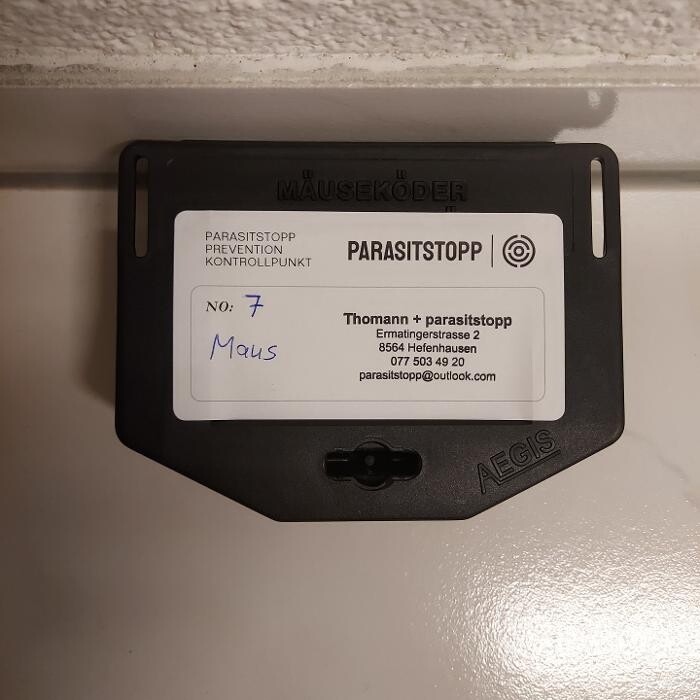 MÄUSEKÖDER
PARASITSTOPP
PREVENTION
KONTROLLPUNKT
PARASITSTOPP
NO: 7
Maus
Thomann + parasitstopp
Ermatingerstrasse 2
8564 Hefenhausen
077 503 49 20
parasitstopp@outlook.com
AEGIS